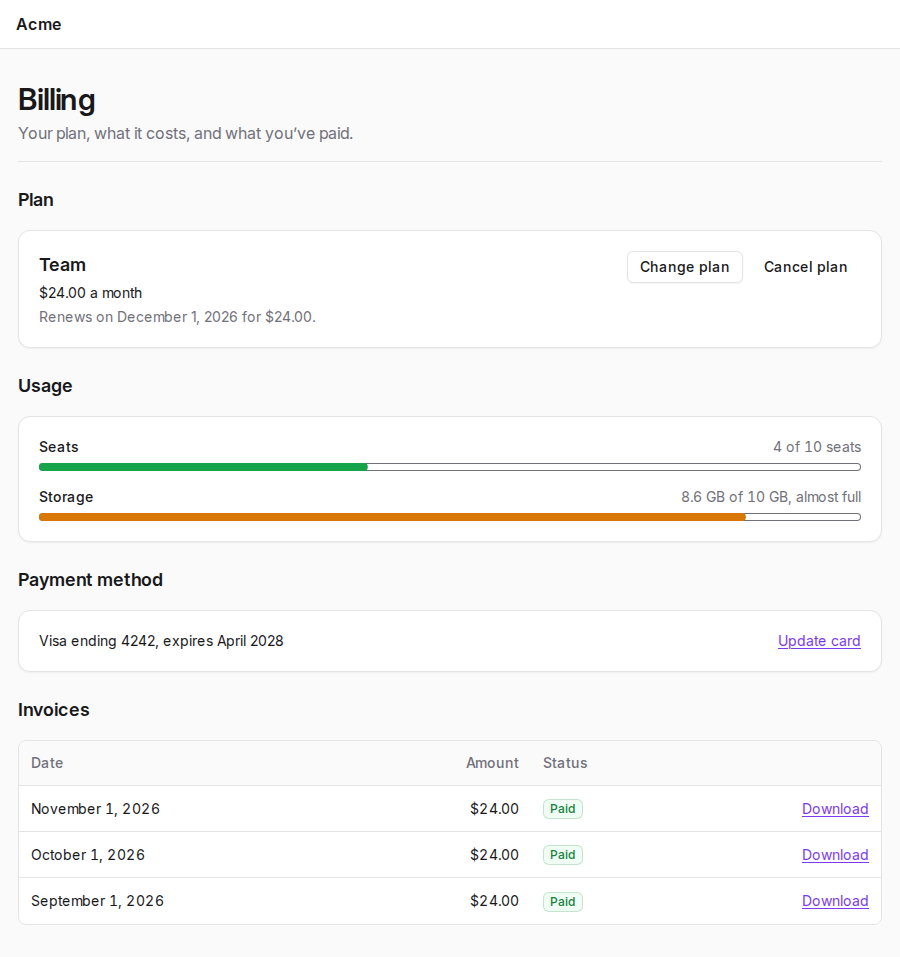 Acme
Billing
Your plan, what it costs, and what you’ve paid.
Plan
Team
Change plan
Cancel plan
$24.00 a month
Renews on December 1, 2026 for $24.00.
Usage
Seats 4 of 10 seats
Storage 8.6 GB of 10 GB, almost full
Payment method
Visa ending 4242, expires April 2028 Update card
Invoices
Date Amount Status
November 1, 2026 $24.00 Paid Download
October 1, 2026 $24.00 Paid Download
September 1, 2026 $24.00 Paid Download